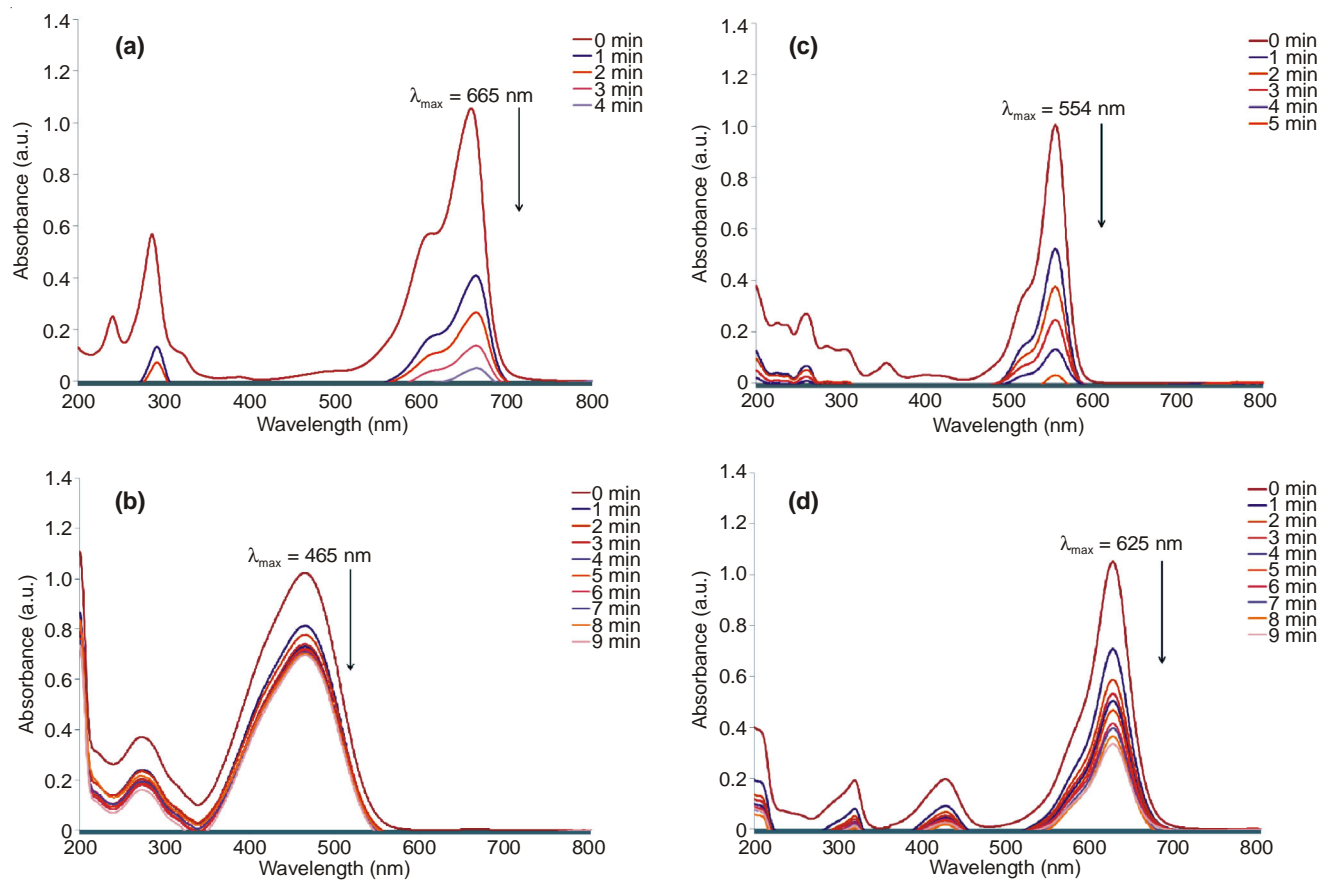 (a)
1.4
1.2
1.0
0.8
0.6
0.4
0.2
0
Absorbance (a.u.)
λmax = 665 nm
0 min
1 min
2 min
3 min
4 min
200 300 400 500 600 700 800
Wavelength (nm)
(c)
1.4
1.2
1.0
0.8
0.6
0.4
0.2
0
Absorbance (a.u.)
λmax = 554 nm
0 min
1 min
2 min
3 min
4 min
5 min
200 300 400 500 600 700 800
Wavelength (nm)
(b)
1.4
1.2
1.0
0.8
0.6
0.4
0.2
0
Absorbance (a.u.)
λmax = 465 nm
0 min
1 min
2 min
3 min
4 min
5 min
6 min
7 min
8 min
9 min
200 300 400 500 600 700 800
Wavelength (nm)
(d)
1.4
1.2
1.0
0.8
0.6
0.4
0.2
0
Absorbance (a.u.)
λmax = 625 nm
0 min
1 min
2 min
3 min
4 min
5 min
6 min
7 min
8 min
9 min
200 300 400 500 600 700 800
Wavelength (nm)